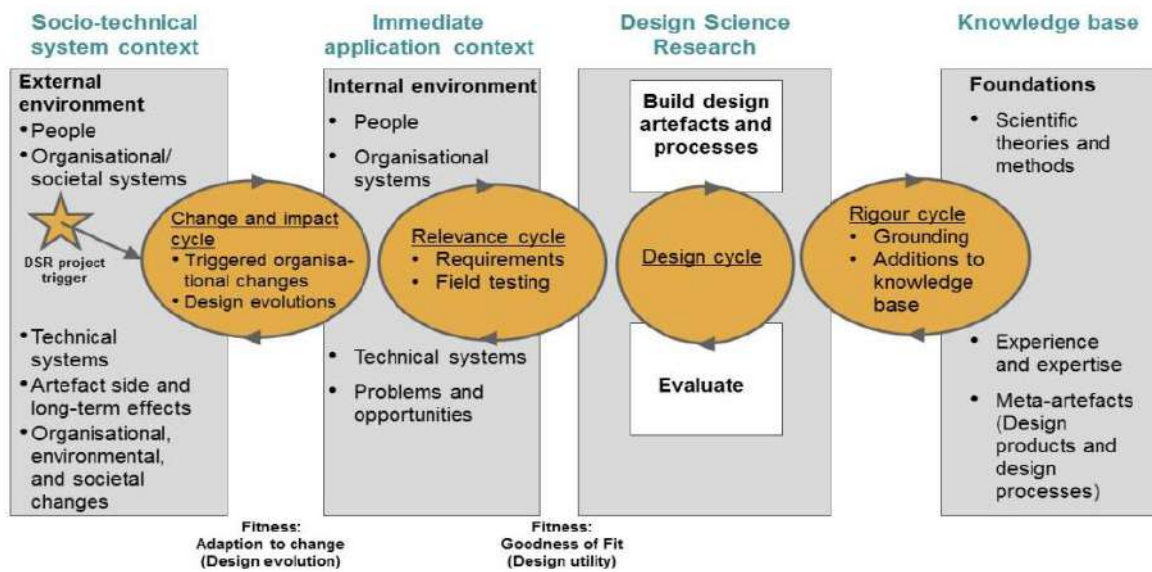 Socio-technical
system context
External
environment
•People
•Organisational/
societal systems
DSR project
trigger
Technical
systems
•Artefact side and
long-term effects
•Organisational,
environmental,
and societal
changes
Change and impact
cycle
• Triggered organisa-
tional changes
• Design evolutions
Fitness:
Adaption to change
(Design evolution)
Immediate
application context
Internal environment
• People
• Organisational
systems
Relevance cycle
• Requirements
• Field testing
• Technical systems
• Problems and
opportunities
Fitness:
Goodness of Fit
(Design utility)
Design Science
Research
Build design
artefacts and
processes
Design cycle
Evaluate
Rigour cycle
• Grounding
• Additions to
knowledge
base
Knowledge base
Foundations
• Scientific
theories and
methods
• Experience
and expertise
• Meta-artefacts
(Design
products and
design
processes)